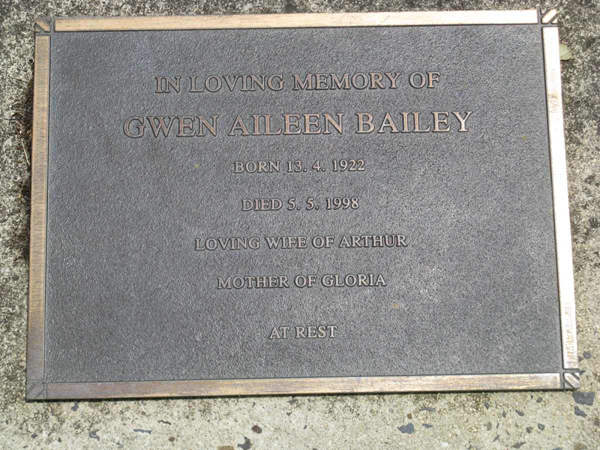 IN LOVING MEMORY OF
GWEN AILEEN BAILEY
BORN 13. 4. 1922
DIED 5. 5. 1998
LOVING WIFE OF ARTHUR
MOTHER OF GLORIA
AT REST